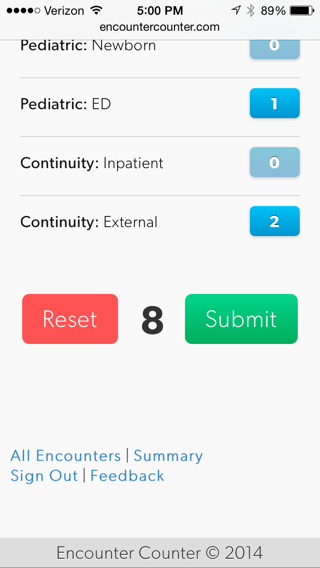 Verizon 5:00 PM 89%
encountercounter.com
Pediatric: Newborn 0
Pediatric: ED 1
Continuity: Inpatient 0
Continuity: External 2
Reset 8 Submit
All Encounters | Summary
Sign Out | Feedback
Encounter Counter © 2014